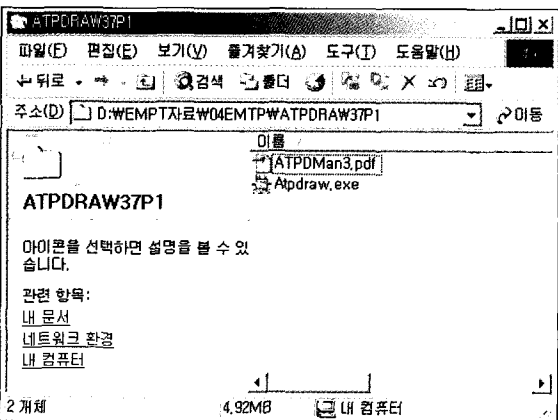 ATPDRAW37P1
파일(F) 편집(E) 보기(V) 즐겨찾기(A) 도구(T) 도움말(H)
뒤로 검색 폴더
주소(D) D:₩EMPT자료₩04EMTP₩ATPDRAW37P1 이동
이름
ATPDMan3.pdf
Atpdraw.exe
ATPDRAW37P1
아이콘을 선택하면 설명을 볼 수 있
습니다.
관련 항목:
내 문서
네트워크 환경
내 컴퓨터
2 개체 4.92MB 내 컴퓨터